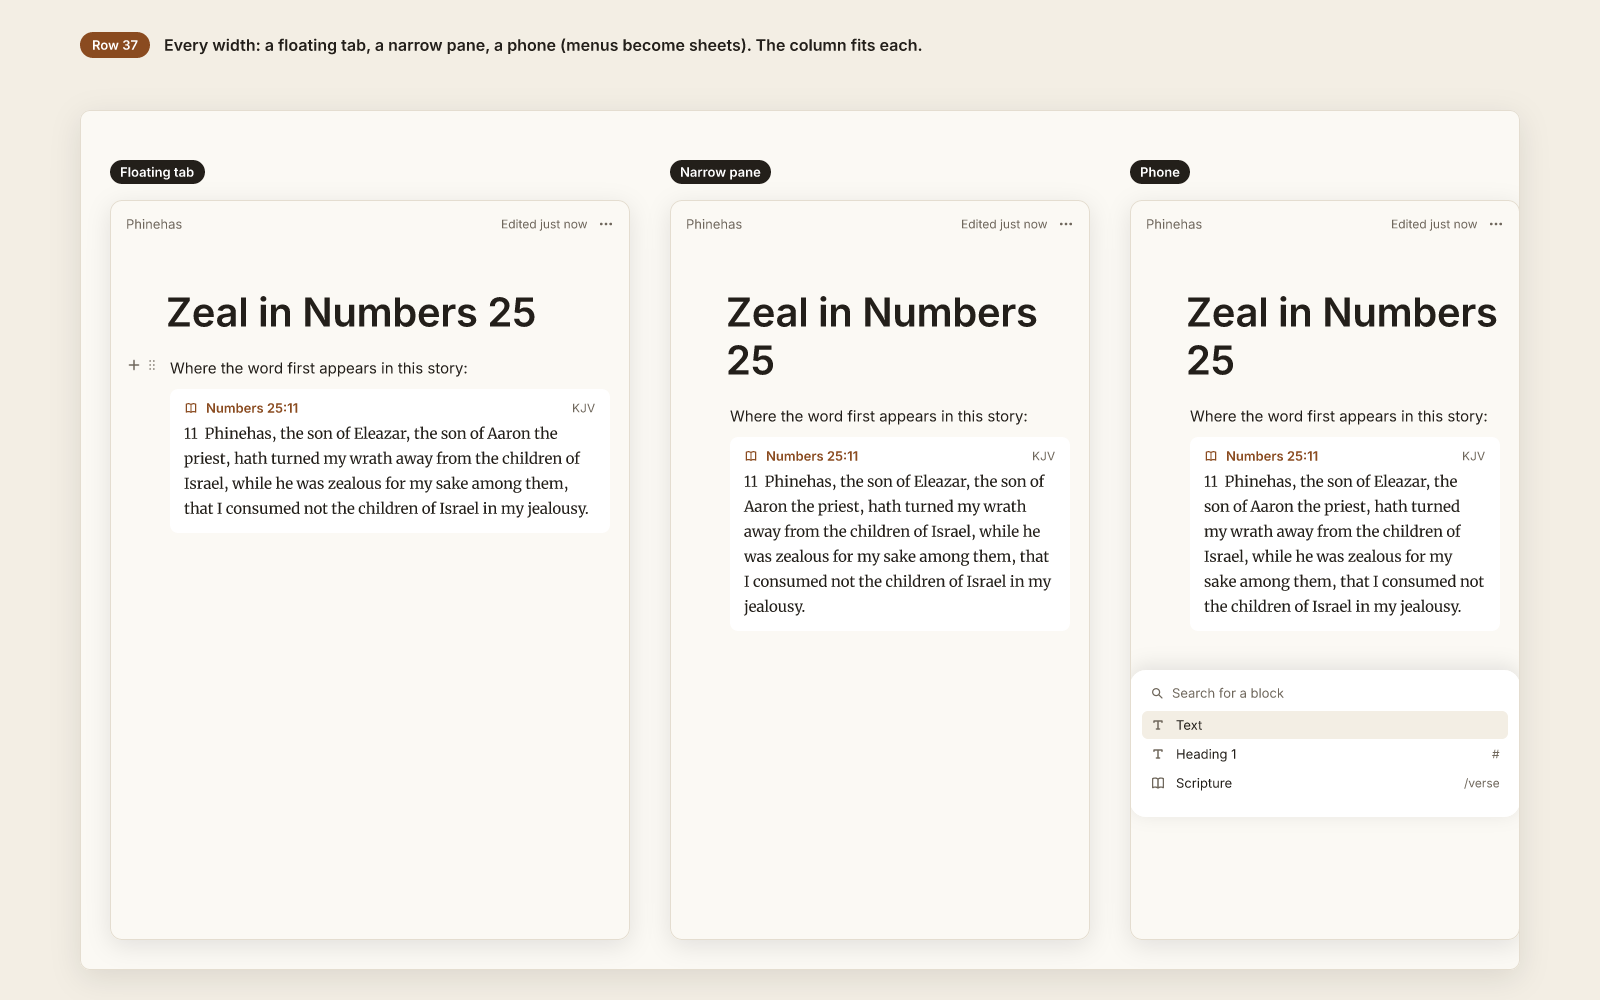 Row 37
Every width: a floating tab, a narrow pane, a phone (menus become sheets). The column fits each.
Floating tab
Phinehas
Edited just now
Zeal in Numbers 25
Where the word first appears in this story:
Numbers 25:11
KJV
11 Phinehas, the son of Eleazar, the son of Aaron the
priest, hath turned my wrath away from the children of
Israel, while he was zealous for my sake among them,
that I consumed not the children of Israel in my jealousy.
Narrow pane
Phinehas
Edited just now
Zeal in Numbers
25
Where the word first appears in this story:
Numbers 25:11
KJV
11 Phinehas, the son of Eleazar, the son of
Aaron the priest, hath turned my wrath
away from the children of Israel, while he
was zealous for my sake among them, that
I consumed not the children of Israel in my
jealousy.
Phone
Phinehas
Edited just now
Zeal in Numbers
25
Where the word first appears in this story:
Numbers 25:11
KJV
11 Phinehas, the son of Eleazar, the
son of Aaron the priest, hath turned
my wrath away from the children of
Israel, while he was zealous for my
sake among them, that I consumed not
the children of Israel in my jealousy.
Search for a block
Text
Heading 1
#
Scripture
/verse